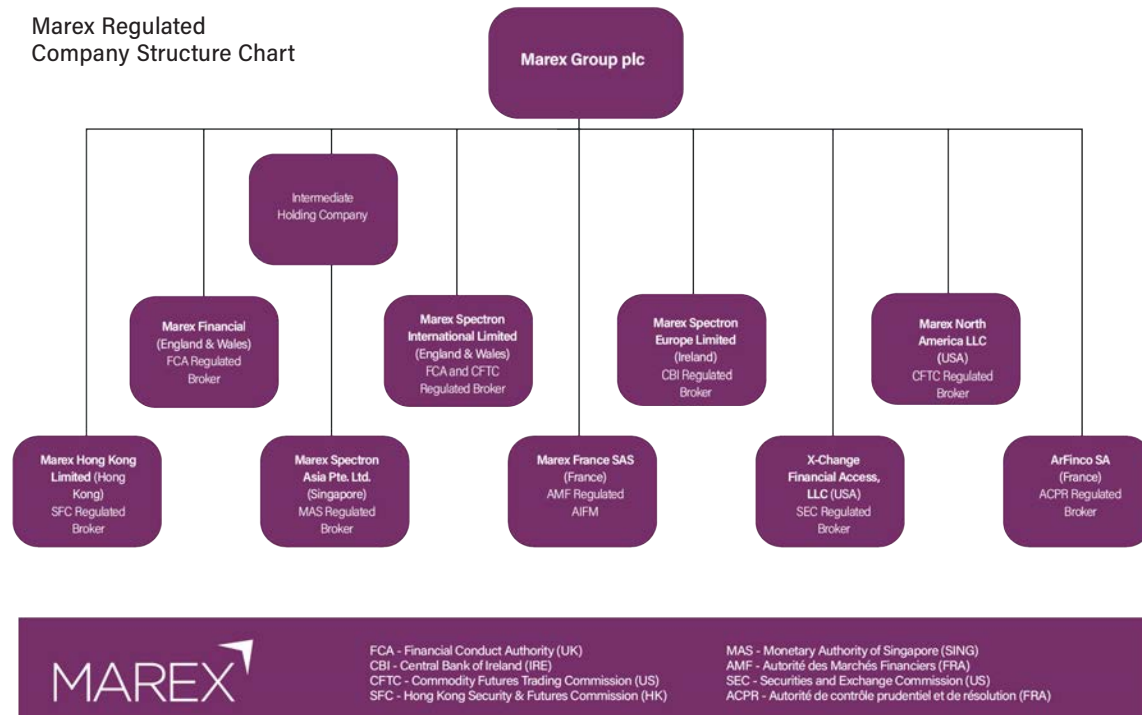 Marex Regulated
Company Structure Chart
Marex Group plc
Intermediate
Holding Company
Marex Financial
(England & Wales)
FCA Regulated
Broker
Marex Spectron
International Limited
(England & Wales)
FCA and CFTC
Regulated Broker
Marex Spectron
Europe Limited
(Ireland)
CBI Regulated
Broker
Marex North
America LLC
(USA)
CFTC Regulated
Broker
Marex Hong Kong
Limited (Hong
Kong)
SFC Regulated
Broker
Marex Spectron
Asia Pte. Ltd.
(Singapore)
MAS Regulated
Broker
Marex France SAS
(France)
AMF Regulated
AIFM
X-Change
Financial Access,
LLC (USA)
SEC Regulated
Broker
ArFinco SA
(France)
ACPR Regulated
Broker
MAREX
FCA - Financial Conduct Authority (UK)
CBI - Central Bank of Ireland (IRE)
CFTC - Commodity Futures Trading Commission (US)
SFC - Hong Kong Security & Futures Commission (HK)
MAS - Monetary Authority of Singapore (SING)
AMF - Autorité des Marchés Financiers (FRA)
SEC - Securities and Exchange Commission (US)
ACPR - Autorité de contrôle prudentiel et de résolution (FRA)